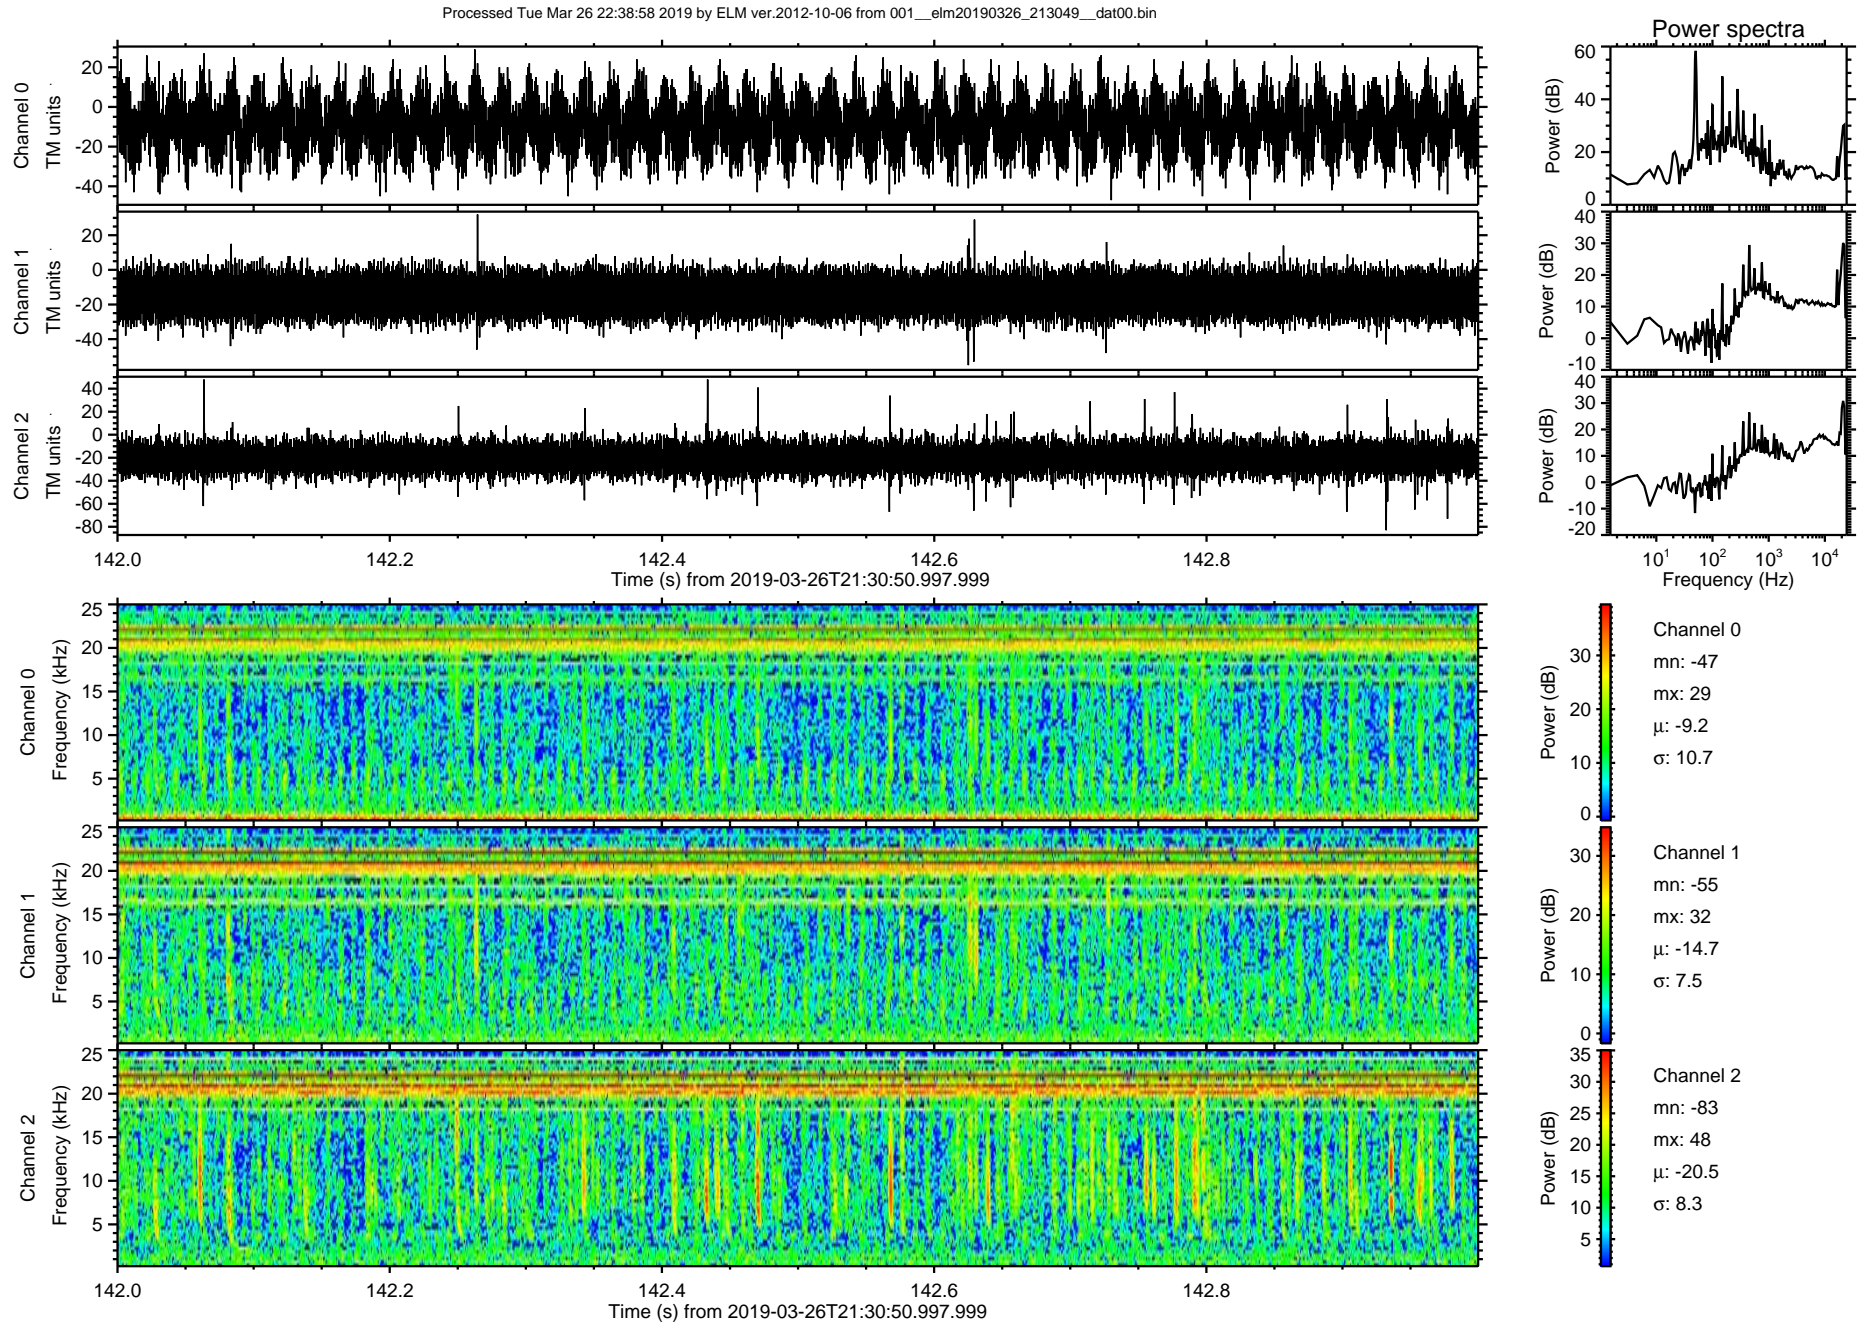 Processed Tue Mar 26 22:38:58 2019 by ELM ver.2012-10-06 from 001__elm20190326_213049__dat00.bin
Power spectra
Channel 0
TM units
20
0
-20
-40
Power (dB)
60
40
20
0
Channel 1
TM units
20
0
-20
-40
Power (dB)
40
30
20
10
0
-10
Channel 2
TM units
40
20
0
-20
-40
-60
-80
Power (dB)
40
30
20
10
0
-10
-20
142.0 142.2 142.4 142.6 142.8
Time (s) from 2019-03-26T21:30:50.997.999
10^1 10^2 10^3 10^4
Frequency (Hz)
Channel 0
Frequency (kHz)
25
20
15
10
5
Power (dB)
30
20
10
0
Channel 0
mn: -47
mx: 29
μ: -9.2
σ: 10.7
Channel 1
Frequency (kHz)
25
20
15
10
5
Power (dB)
30
20
10
0
Channel 1
mn: -55
mx: 32
μ: -14.7
σ: 7.5
Channel 2
Frequency (kHz)
25
20
15
10
5
Power (dB)
35
30
25
20
15
10
5
Channel 2
mn: -83
mx: 48
μ: -20.5
σ: 8.3
142.0 142.2 142.4 142.6 142.8
Time (s) from 2019-03-26T21:30:50.997.999